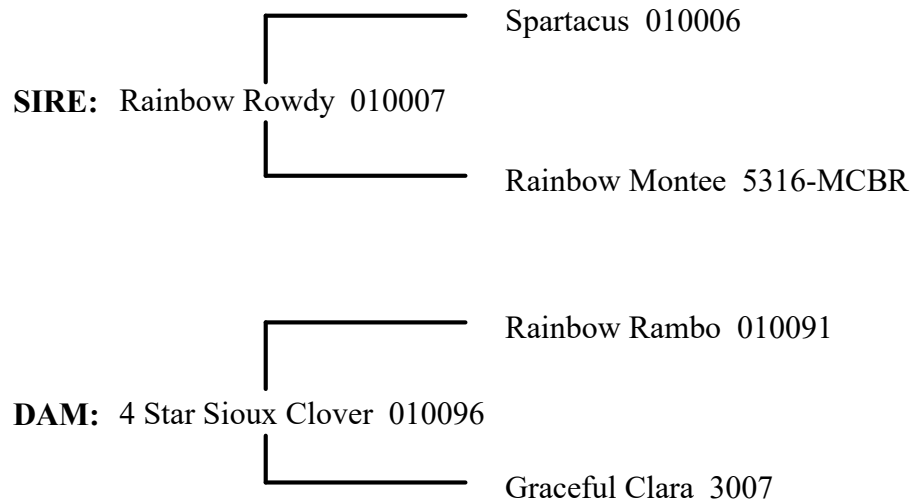 Spartacus 010006
SIRE: Rainbow Rowdy 010007
Rainbow Montee 5316-MCBR
Rainbow Rambo 010091
DAM: 4 Star Sioux Clover 010096
Graceful Clara 3007